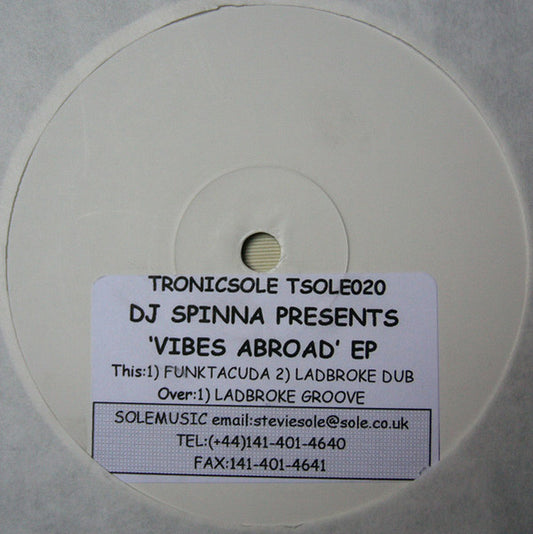 TRONICSOLE TSOLE020
DJ SPINNA PRESENTS
'VIBES ABROAD' EP
This:1) FUNKTACUDA 2) LADBROKE DUB
Over:1) LADBROKE GROOVE
SOLEMUSIC email:steviesole@sole.co.uk
TEL:(+44)141-401-4640
FAX:141-401-4641